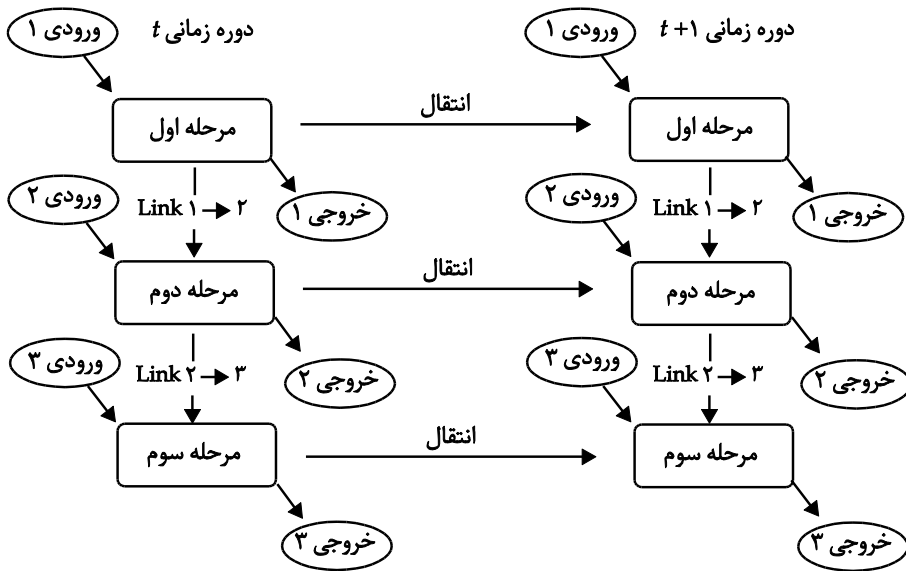 ورودی ۱
دوره زمانی t
ورودی ۱
دوره زمانی t +۱
انتقال
مرحله اول
مرحله اول
ورودی ۲
Link ۱ → ۲
خروجی ۱
ورودی ۲
Link ۱ → ۲
خروجی ۱
انتقال
مرحله دوم
مرحله دوم
ورودی ۳
Link ۲ → ۳
خروجی ۲
ورودی ۳
Link ۲ → ۳
خروجی ۲
انتقال
مرحله سوم
مرحله سوم
خروجی ۳
خروجی ۳